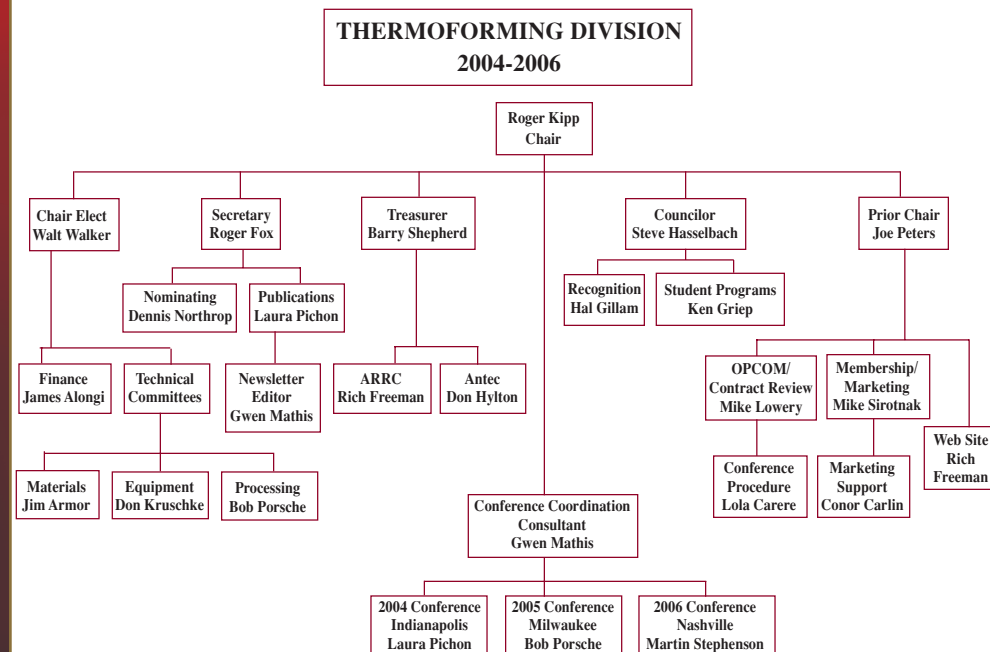 THERMOFORMING DIVISION
2004-2006
Roger Kipp
Chair
Chair Elect
Walt Walker
Secretary
Roger Fox
Treasurer
Barry Shepherd
Councilor
Steve Hasselbach
Prior Chair
Joe Peters
Nominating
Dennis Northrop
Publications
Laura Pichon
Recognition
Hal Gillam
Student Programs
Ken Griep
Finance
James Alongi
Technical
Committees
Newsletter
Editor
Gwen Mathis
ARRC
Rich Freeman
Antec
Don Hylton
OPCOM/
Contract Review
Mike Lowery
Membership/
Marketing
Mike Sirotnak
Web Site
Rich
Freeman
Materials
Jim Armor
Equipment
Don Kruschke
Processing
Bob Porsche
Conference
Procedure
Lola Carere
Marketing
Support
Conor Carlin
Conference Coordination
Consultant
Gwen Mathis
2004 Conference
Indianapolis
Laura Pichon
2005 Conference
Milwaukee
Bob Porsche
2006 Conference
Nashville
Martin Stephenson